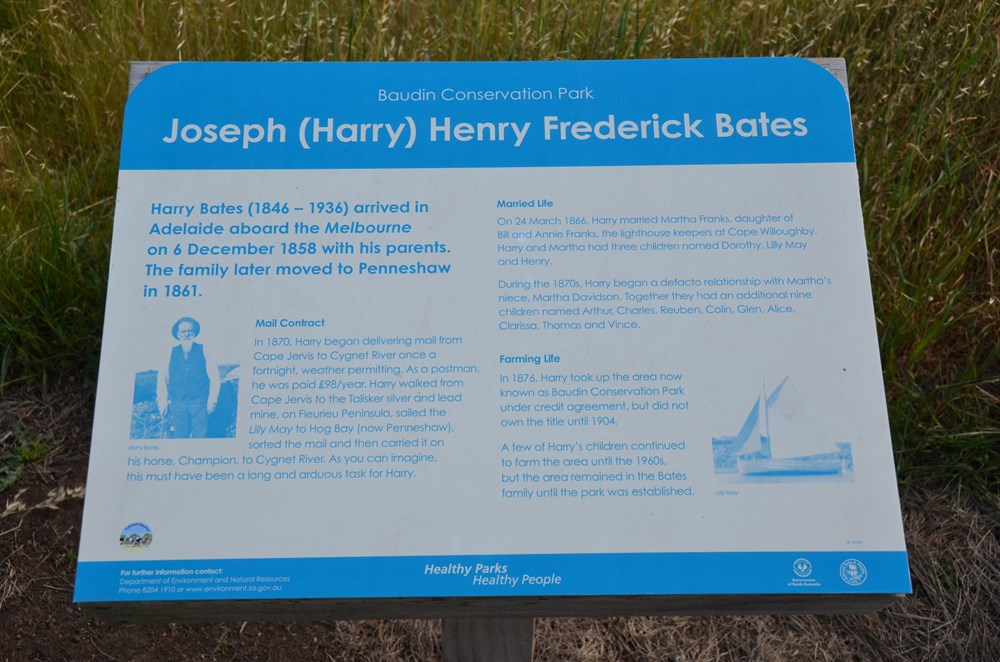 Baudin Conservation Park
Joseph (Harry) Henry Frederick Bates
Harry Bates (1846 – 1936) arrived in
Adelaide aboard the Melbourne
on 6 December 1858 with his parents.
The family later moved to Penneshaw
in 1861.
Mail Contract
In 1870, Harry began delivering mail from
Cape Jervis to Cygnet River once a
fortnight, weather permitting. As a postman,
he was paid £98/year. Harry walked from
Cape Jervis to the Talisker silver and lead
mine, on Fleurieu Peninsula, sailed the
Lilly May to Hog Bay (now Penneshaw),
sorted the mail and then carried it on
his horse, Champion, to Cygnet River. As you can imagine,
this must have been a long and arduous task for Harry.
Harry Bates
Married Life
On 24 March 1866, Harry married Martha Franks, daughter of
Bill and Annie Franks, the lighthouse keepers at Cape Willoughby.
Harry and Martha had three children named Dorothy, Lilly May
and Henry.
During the 1870s, Harry began a defacto relationship with Martha's
niece, Martha Davidson. Together they had an additional nine
children named Arthur, Charles, Reuben, Colin, Glen, Alice,
Clarissa, Thomas and Vince.
Farming Life
In 1876, Harry took up the area now
known as Baudin Conservation Park
under credit agreement, but did not
own the title until 1904.
A few of Harry's children continued
to farm the area until the 1960s,
but the area remained in the Bates
family until the park was established.
Lilly May
For further information contact:
Department of Environment and Natural Resources
Phone 8204 1910 or www.environment.sa.gov.au
Healthy Parks
Healthy People
Government
of South Australia